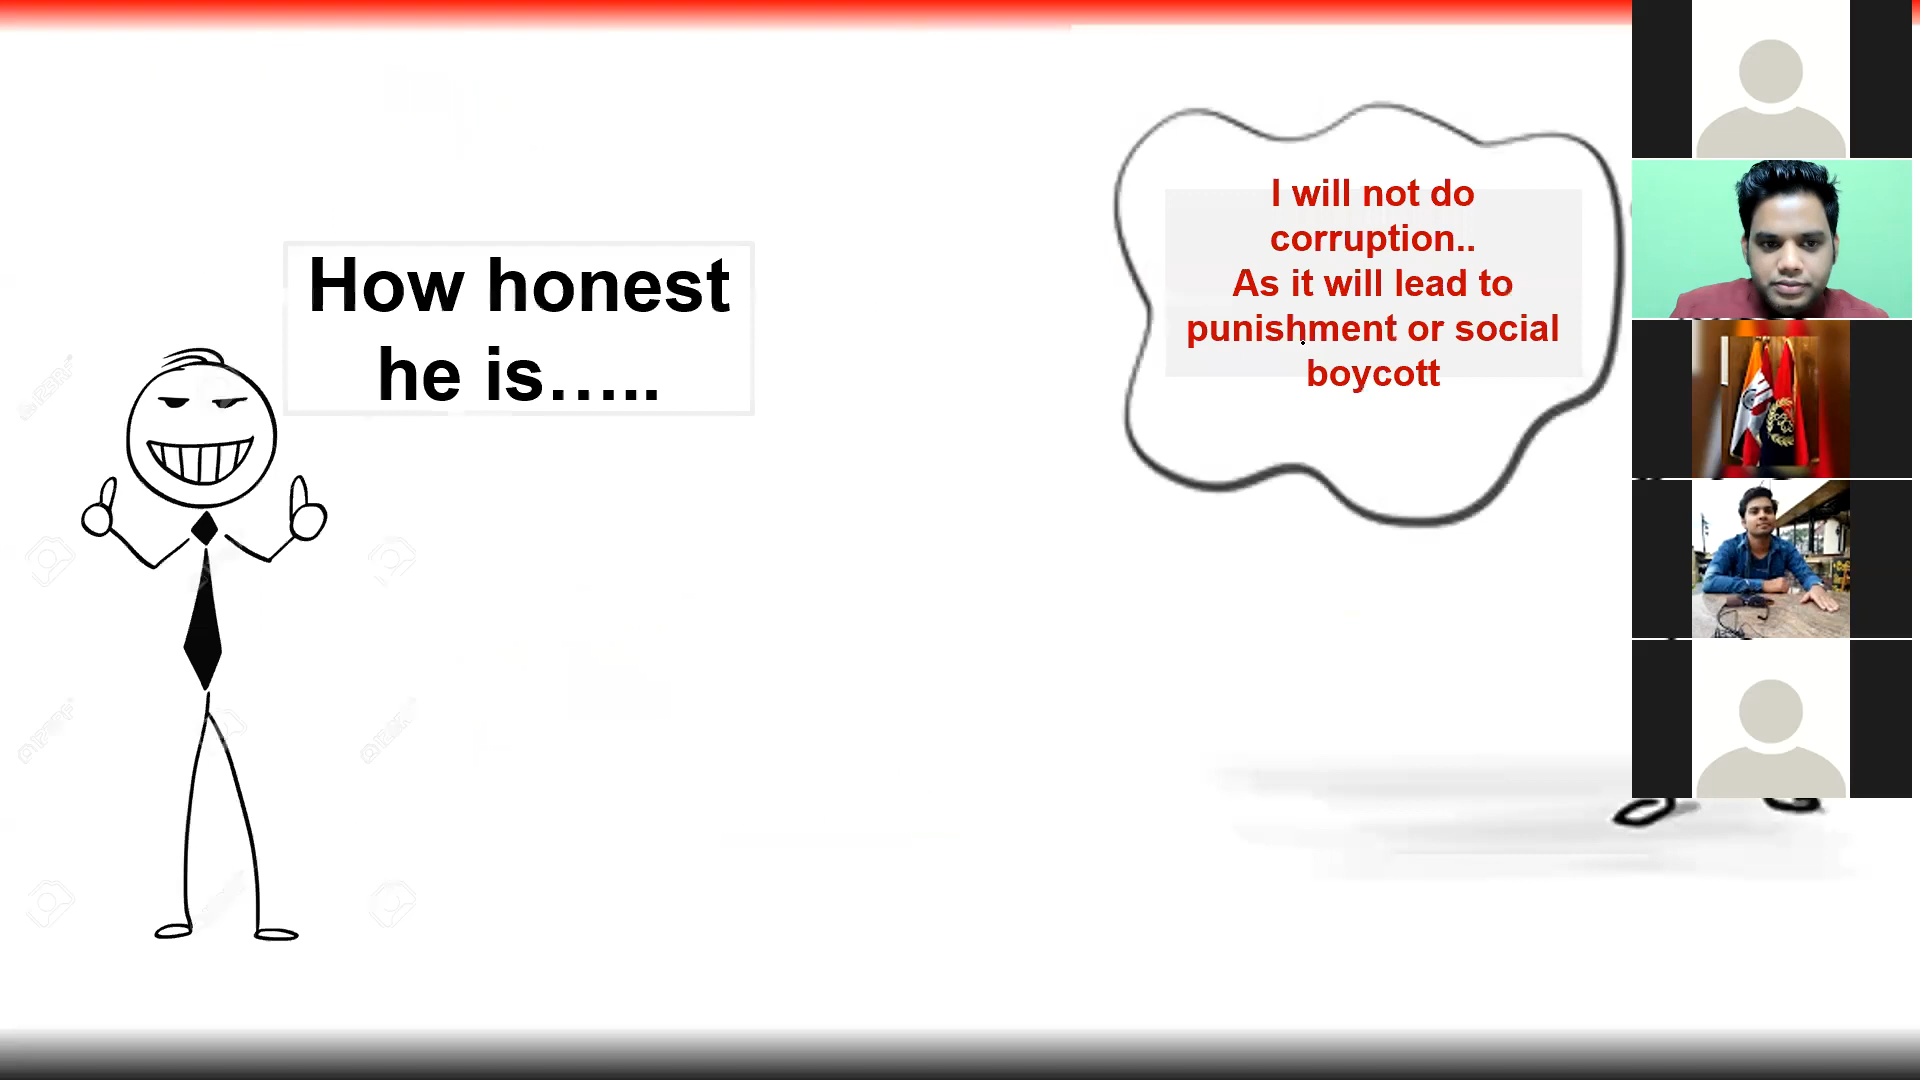 How honest
he is…..
I will not do
corruption..
As it will lead to
punishment or social
boycott